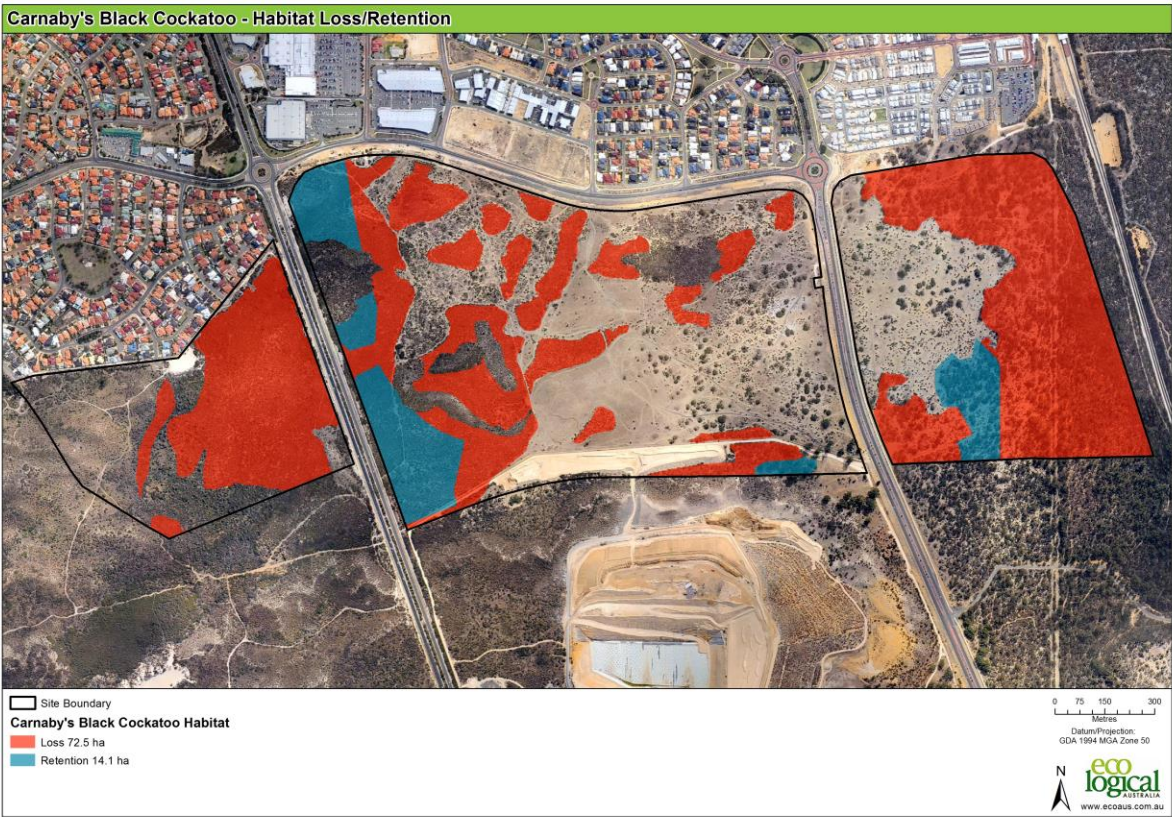 Carnaby's Black Cockatoo - Habitat Loss/Retention
Site Boundary
Carnaby's Black Cockatoo Habitat
Loss 72.5 ha
Retention 14.1 ha
0 75 150 300
Metres
Datum/Projection:
GDA 1994 MGA Zone 50
N
eco
logical
AUSTRALIA
www.ecoaus.com.au